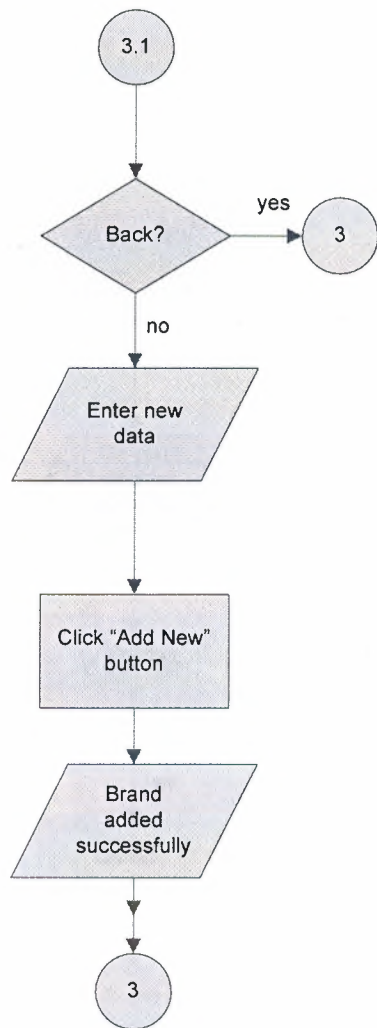 3.1
Back?
yes
3
no
Enter new
data
Click “Add New”
button
Brand
added
successfully
3